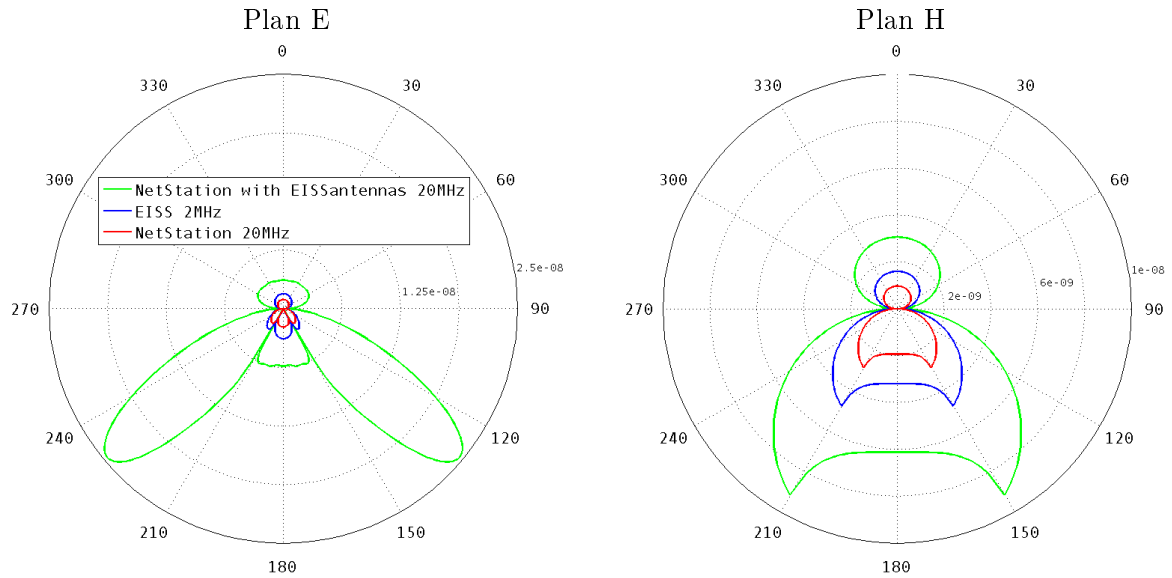 Plan E
0
30
60
90
120
150
180
210
240
270
300
330
2.5e-08
1.25e-08
NetStation with EISSantennas 20MHz
EISS 2MHz
NetStation 20MHz
Plan H
0
30
60
90
120
150
180
210
240
270
300
330
1e-08
6e-09
2e-09